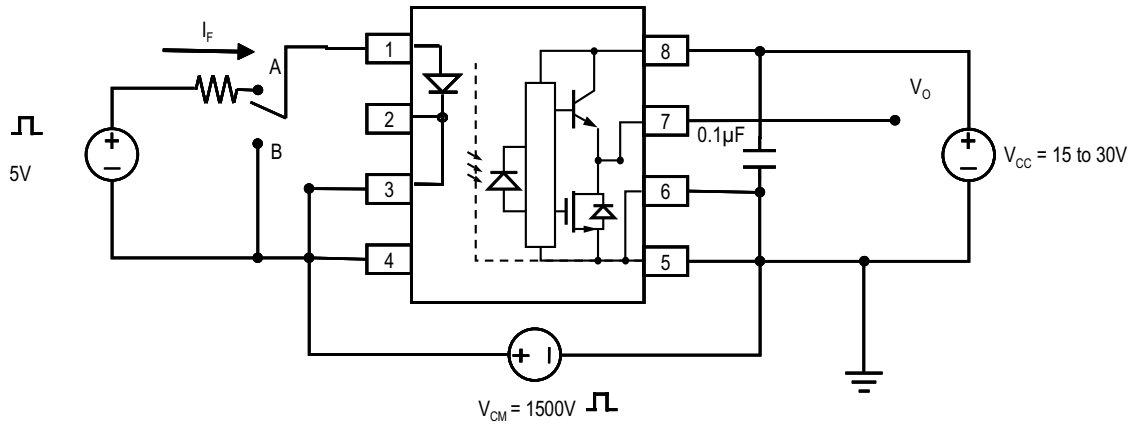 I_F
A
B
5V
1
2
3
4
8
7
6
5
0.1µF
V_O
V_CC = 15 to 30V
V_CM = 1500V